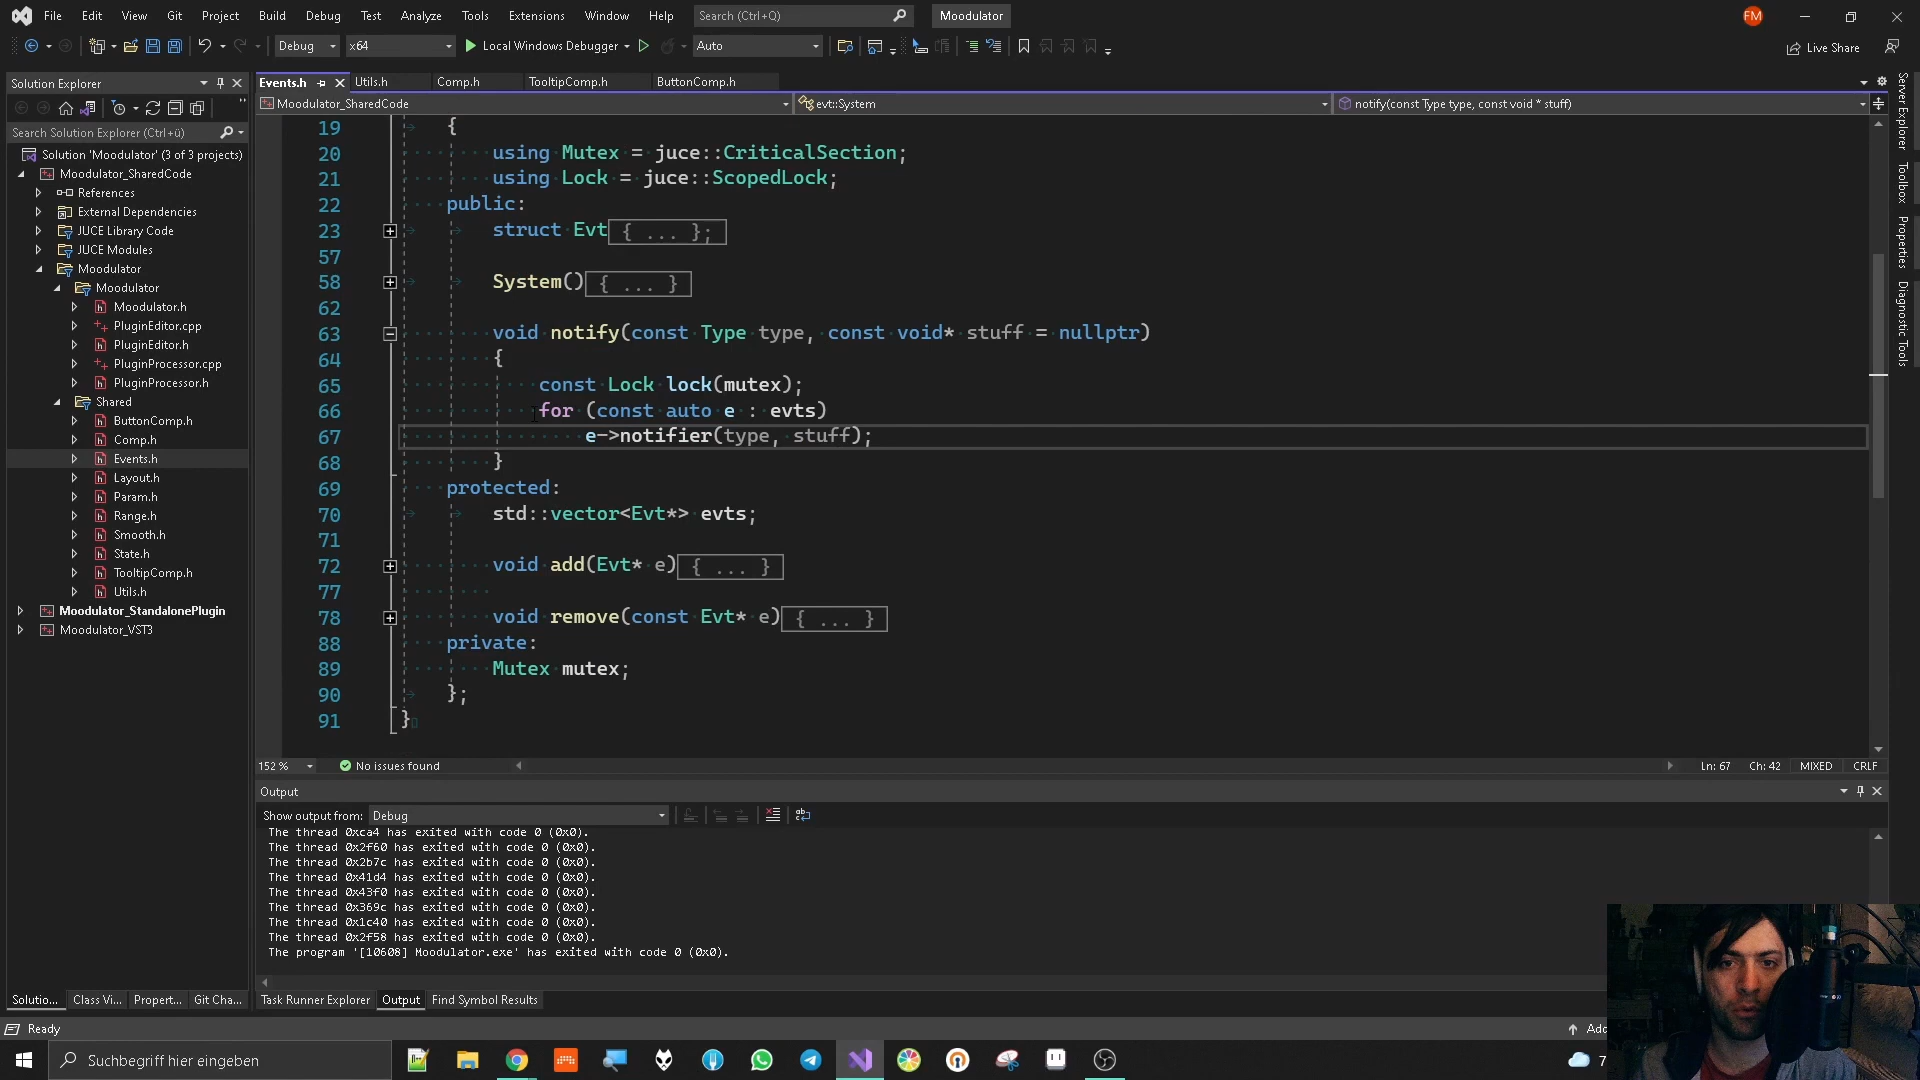 File Edit View Git Project Build Debug Test Analyze Tools Extensions Window Help Search (Ctrl+Q) Moodulator FM
Debug x64 Local Windows Debugger Auto Live Share
Solution Explorer
Search Solution Explorer (Ctrl+ü)
Solution 'Moodulator' (3 of 3 projects)
Moodulator_SharedCode
References
External Dependencies
JUCE Library Code
JUCE Modules
Moodulator
Moodulator
Moodulator.h
PluginEditor.cpp
PluginEditor.h
PluginProcessor.cpp
PluginProcessor.h
Shared
ButtonComp.h
Comp.h
Events.h
Layout.h
Param.h
Range.h
Smooth.h
State.h
TooltipComp.h
Utils.h
Moodulator_StandalonePlugin
Moodulator_VST3
Solutio... Class Vi... Propert... Git Cha...
Events.h Utils.h Comp.h TooltipComp.h ButtonComp.h
Moodulator_SharedCode evt::System notify(const Type type, const void * stuff)
19 {
20 using Mutex = juce::CriticalSection;
21 using Lock = juce::ScopedLock;
22 public:
23 struct Evt { ... };
57
58 System() { ... }
62
63 void notify(const Type type, const void* stuff = nullptr)
64 {
65 const Lock lock(mutex);
66 for (const auto e : evts)
67 e->notifier(type, stuff);
68 }
69 protected:
70 std::vector<Evt*> evts;
71
72 void add(Evt* e) { ... }
77
78 void remove(const Evt* e) { ... }
88 private:
89 Mutex mutex;
90 };
91 }
152 % No issues found Ln: 67 Ch: 42 MIXED CRLF
Output
Show output from: Debug
The thread 0xca4 has exited with code 0 (0x0).
The thread 0x2f60 has exited with code 0 (0x0).
The thread 0x2b7c has exited with code 0 (0x0).
The thread 0x41d4 has exited with code 0 (0x0).
The thread 0x43f0 has exited with code 0 (0x0).
The thread 0x369c has exited with code 0 (0x0).
The thread 0x1c40 has exited with code 0 (0x0).
The thread 0x2f58 has exited with code 0 (0x0).
The program '[10608] Moodulator.exe' has exited with code 0 (0x0).
Task Runner Explorer Output Find Symbol Results
Server Explorer
Toolbox
Properties
Diagnostic Tools
Ready Add
Suchbegriff hier eingeben 7